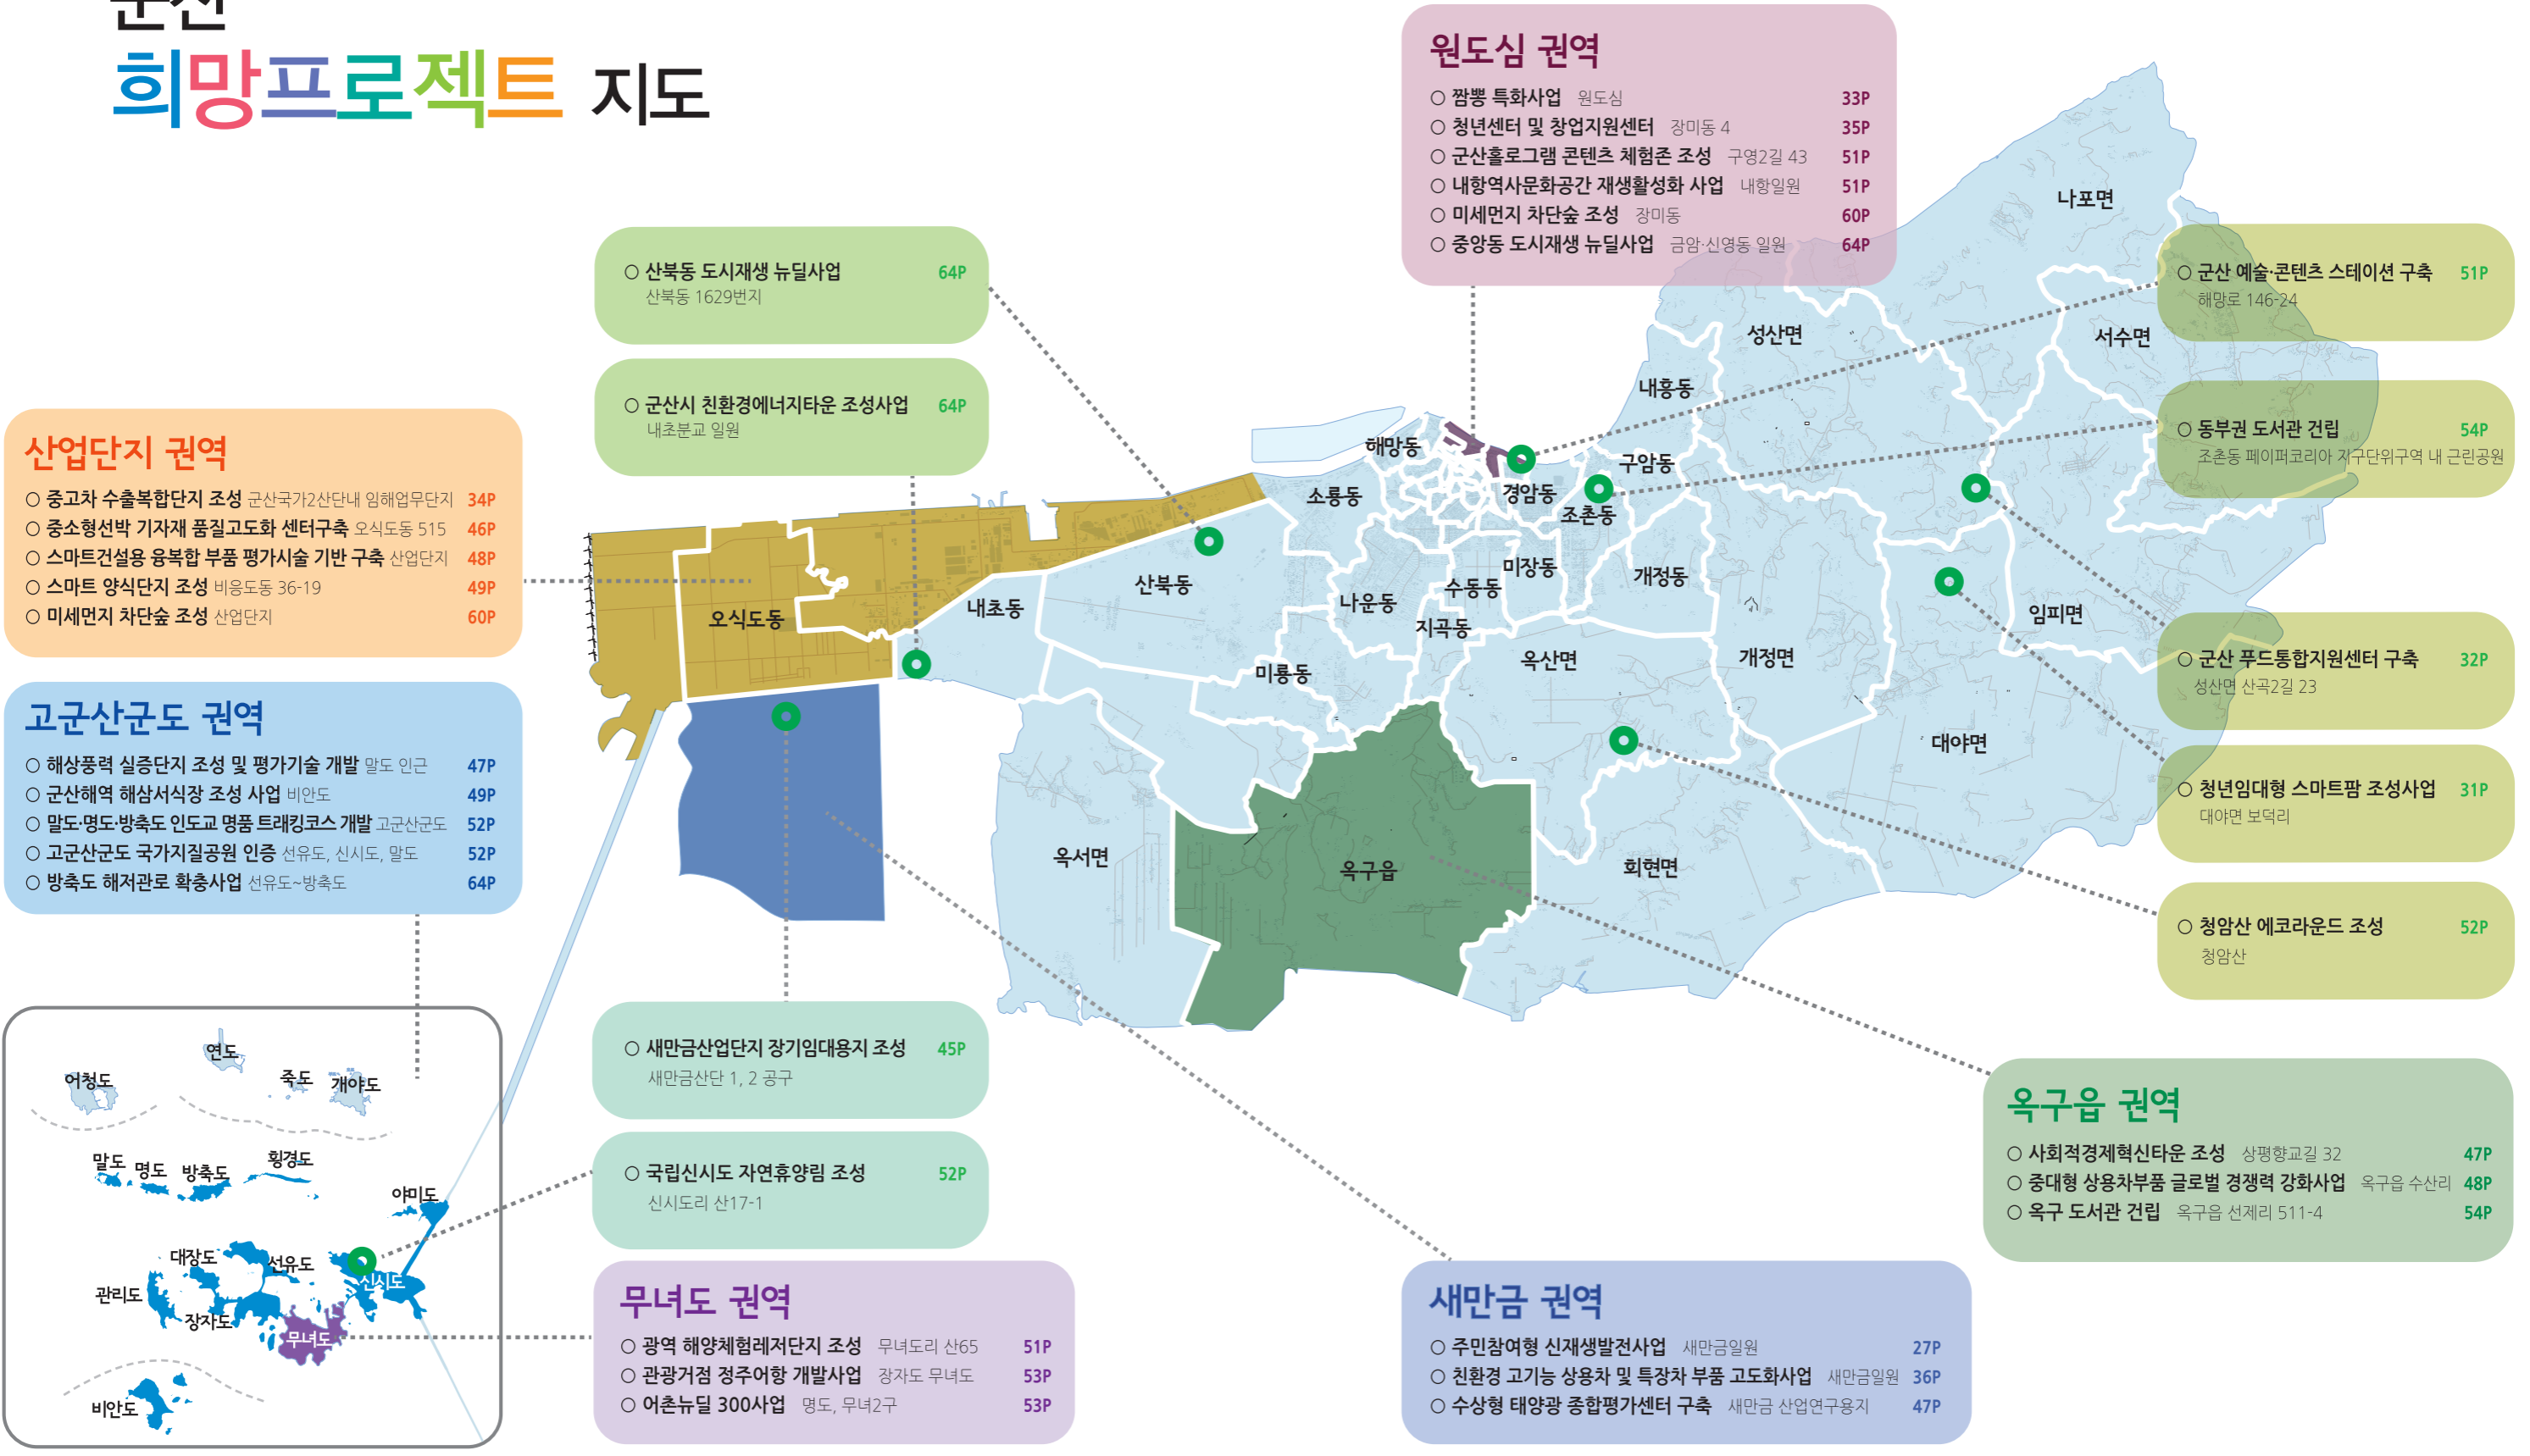 군산
희망프로젝트 지도
원도심 권역
○ 짬뽕 특화사업 원도심 33P
○ 청년센터 및 창업지원센터 장미동 4 35P
○ 군산홀로그램 콘텐츠 체험존 조성 구영2길 43 51P
○ 내항역사문화공간 재생활성화 사업 내항일원 51P
○ 미세먼지 차단숲 조성 장미동 60P
○ 중앙동 도시재생 뉴딜사업 금암·신영동 일원 64P
○ 산북동 도시재생 뉴딜사업 64P
산북동 1629번지
○ 군산시 친환경에너지타운 조성사업 64P
내초분교 일원
산업단지 권역
○ 중고차 수출복합단지 조성 군산국가2산단내 임해업무단지 34P
○ 중소형선박 기자재 품질고도화 센터구축 오식도동 515 46P
○ 스마트건설용 융복합 부품 평가시술 기반 구축 산업단지 48P
○ 스마트 양식단지 조성 비응도동 36-19 49P
○ 미세먼지 차단숲 조성 산업단지 60P
고군산군도 권역
○ 해상풍력 실증단지 조성 및 평가기술 개발 말도 인근 47P
○ 군산해역 해삼서식장 조성 사업 비안도 49P
○ 말도·명도·방축도 인도교 명품 트래킹코스 개발 고군산군도 52P
○ 고군산군도 국가지질공원 인증 선유도, 신시도, 말도 52P
○ 방축도 해저관로 확충사업 선유도~방축도 64P
○ 군산 예술·콘텐츠 스테이션 구축 51P
해망로 146-24
○ 동부권 도서관 건립 54P
조촌동 페이퍼코리아 지구단위구역 내 근린공원
○ 군산 푸드통합지원센터 구축 32P
성산면 산곡2길 23
○ 청년임대형 스마트팜 조성사업 31P
대야면 보덕리
○ 청암산 에코라운드 조성 52P
청암산
나포면
성산면
서수면
내흥동
해망동
구암동
소룡동
경암동
조촌동
산북동
미장동
수동동
개정동
나운동
내초동
오식도동
지곡동
임피면
옥산면
개정면
미룡동
대야면
옥서면
옥구읍
회현면
○ 새만금산업단지 장기임대용지 조성 45P
새만금산단 1, 2 공구
○ 국립신시도 자연휴양림 조성 52P
신시도리 산17-1
옥구읍 권역
○ 사회적경제혁신타운 조성 상평향교길 32 47P
○ 중대형 상용차부품 글로벌 경쟁력 강화사업 옥구읍 수산리 48P
○ 옥구 도서관 건립 옥구읍 선제리 511-4 54P
무녀도 권역
○ 광역 해양체험레저단지 조성 무녀도리 산65 51P
○ 관광거점 정주어항 개발사업 장자도 무녀도 53P
○ 어촌뉴딜 300사업 명도, 무녀2구 53P
새만금 권역
○ 주민참여형 신재생발전사업 새만금일원 27P
○ 친환경 고기능 상용차 및 특장차 부품 고도화사업 새만금일원 36P
○ 수상형 태양광 종합평가센터 구축 새만금 산업연구용지 47P
연도
어청도
죽도
개야도
말도
명도
방축도
횡경도
야미도
대장도
선유도
신시도
관리도
장자도
무녀도
비안도